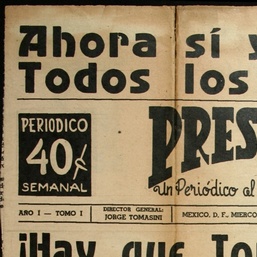 Ahora sí y
Todos los
PERIODICO
40¢
SEMANAL
PRES
Un Periódico al
AÑO I — TOMO I
DIRECTOR GENERAL:
JORGE TOMASINI
MEXICO, D. F., MIERCO
¡Hay que To